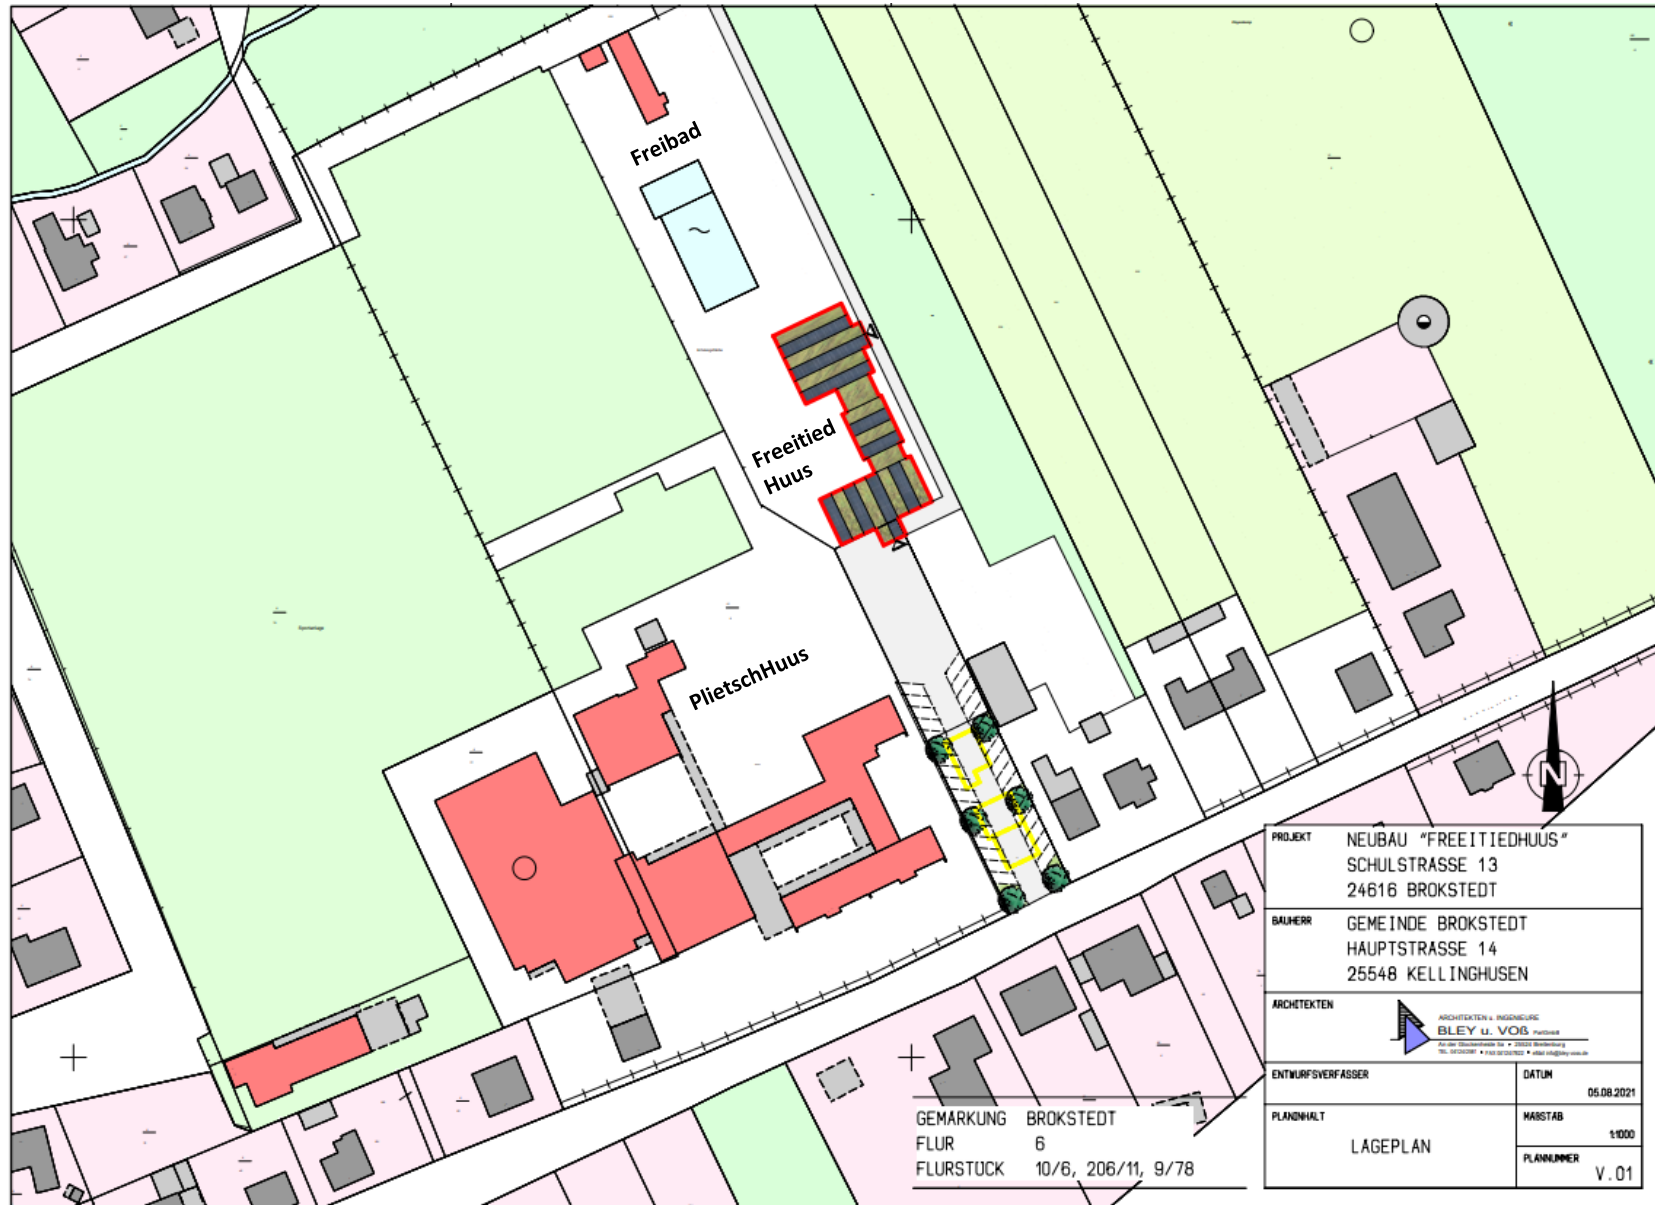 Freibad
Freeitied
Huus
PlietschHuus
Sportanlage
N
PROJEKT
NEUBAU "FREEITIEDHUUS"
SCHULSTRASSE 13
24616 BROKSTEDT
BAUHERR
GEMEINDE BROKSTEDT
HAUPTSTRASSE 14
25548 KELLINGHUSEN
ARCHITEKTEN
ARCHITEKTEN u. INGENIEURE
BLEY u. VOß PartGmbB
ENTWURFSVERFASSER
DATUM
05.08.2021
PLANINHALT
LAGEPLAN
MAßSTAB
1:1000
PLANNUMMER
V.01
GEMARKUNG BROKSTEDT
FLUR 6
FLURSTÜCK 10/6, 206/11, 9/78